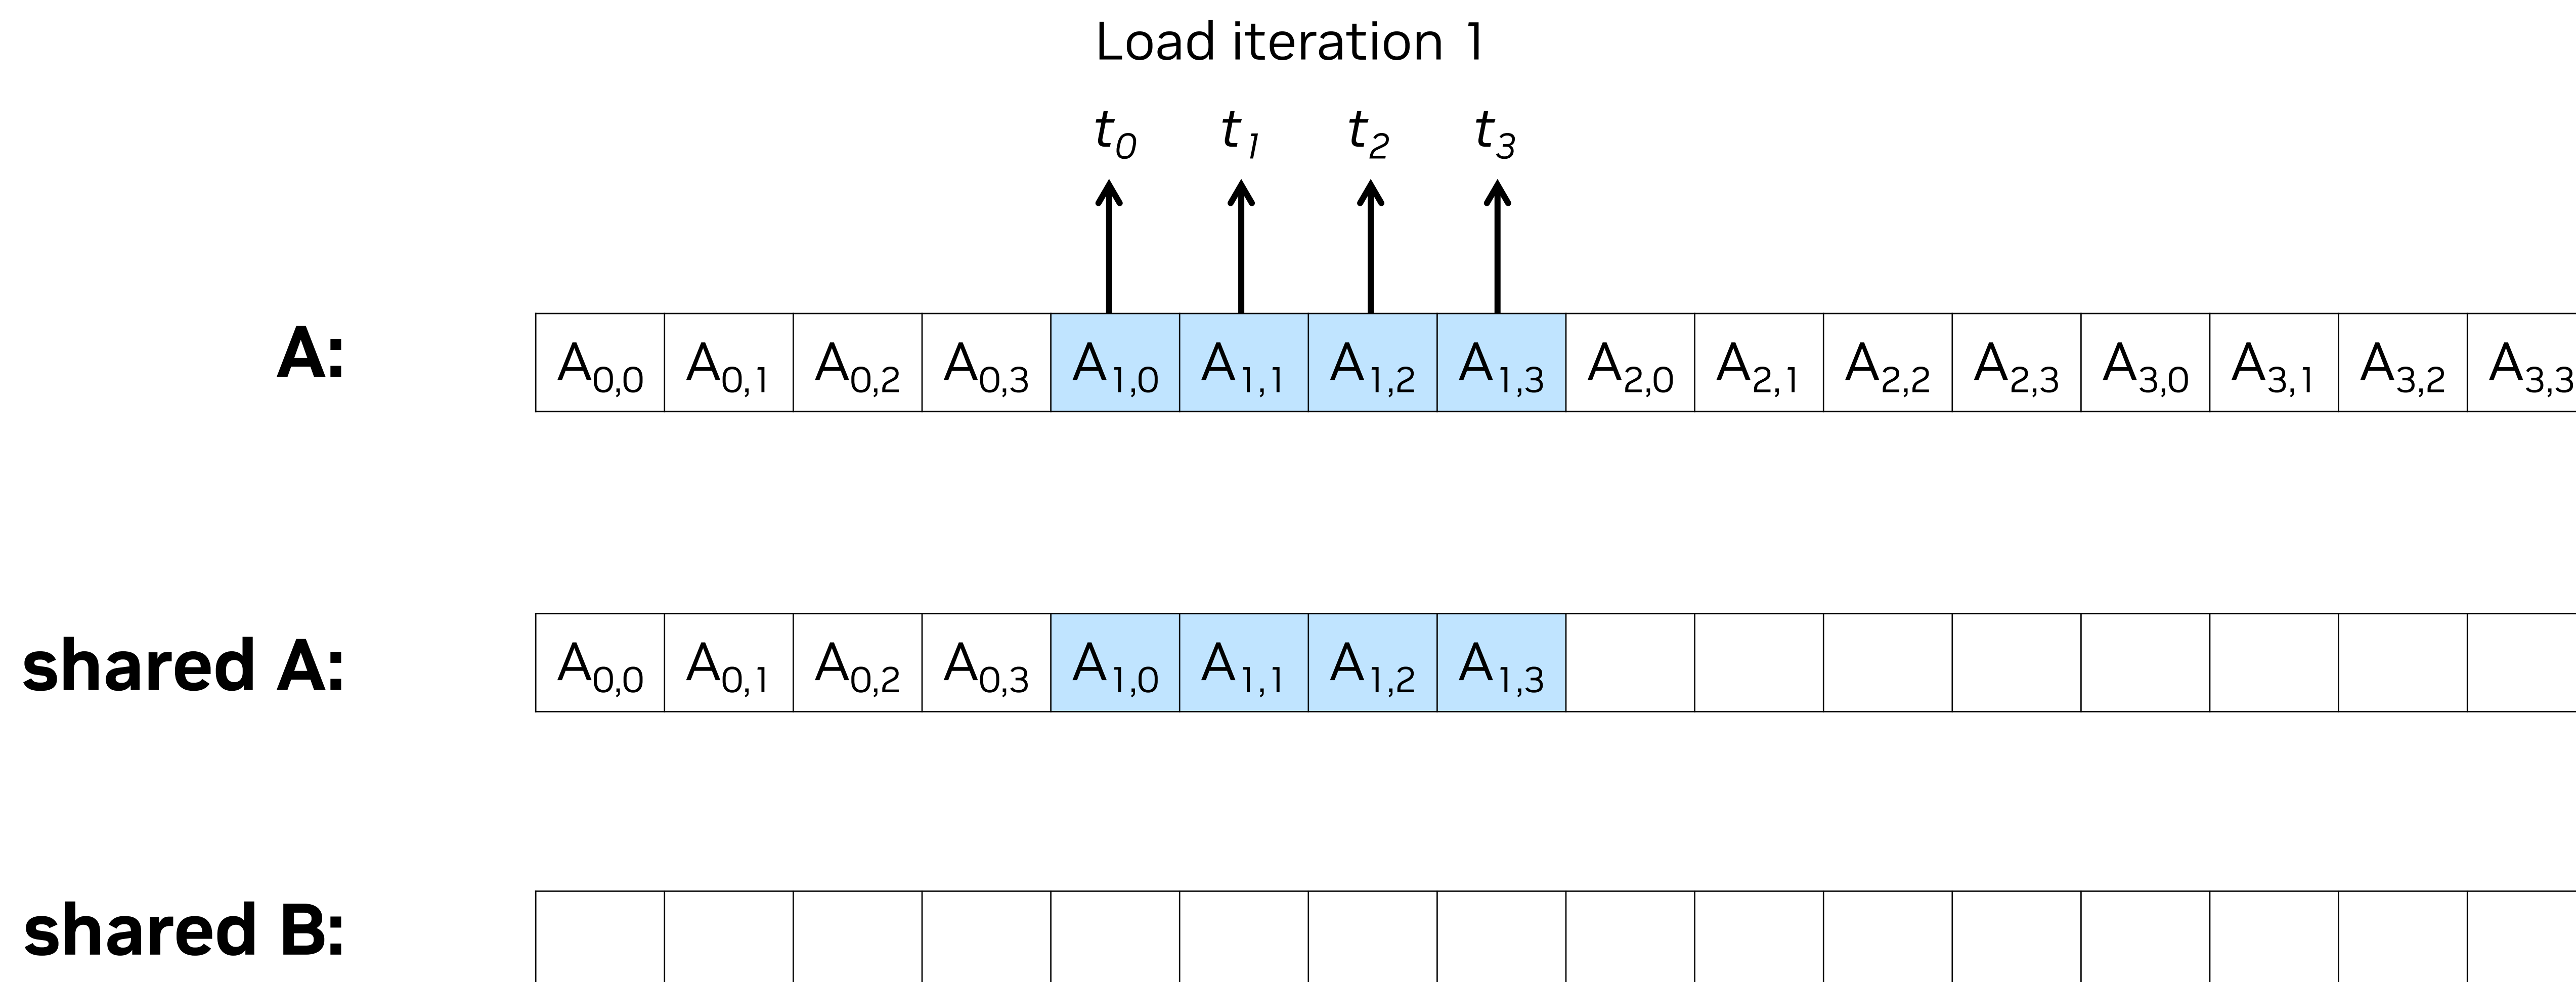 Load iteration 1
t0 t1 t2 t3
A: A0,0 A0,1 A0,2 A0,3 A1,0 A1,1 A1,2 A1,3 A2,0 A2,1 A2,2 A2,3 A3,0 A3,1 A3,2 A3,3
shared A: A0,0 A0,1 A0,2 A0,3 A1,0 A1,1 A1,2 A1,3
shared B: